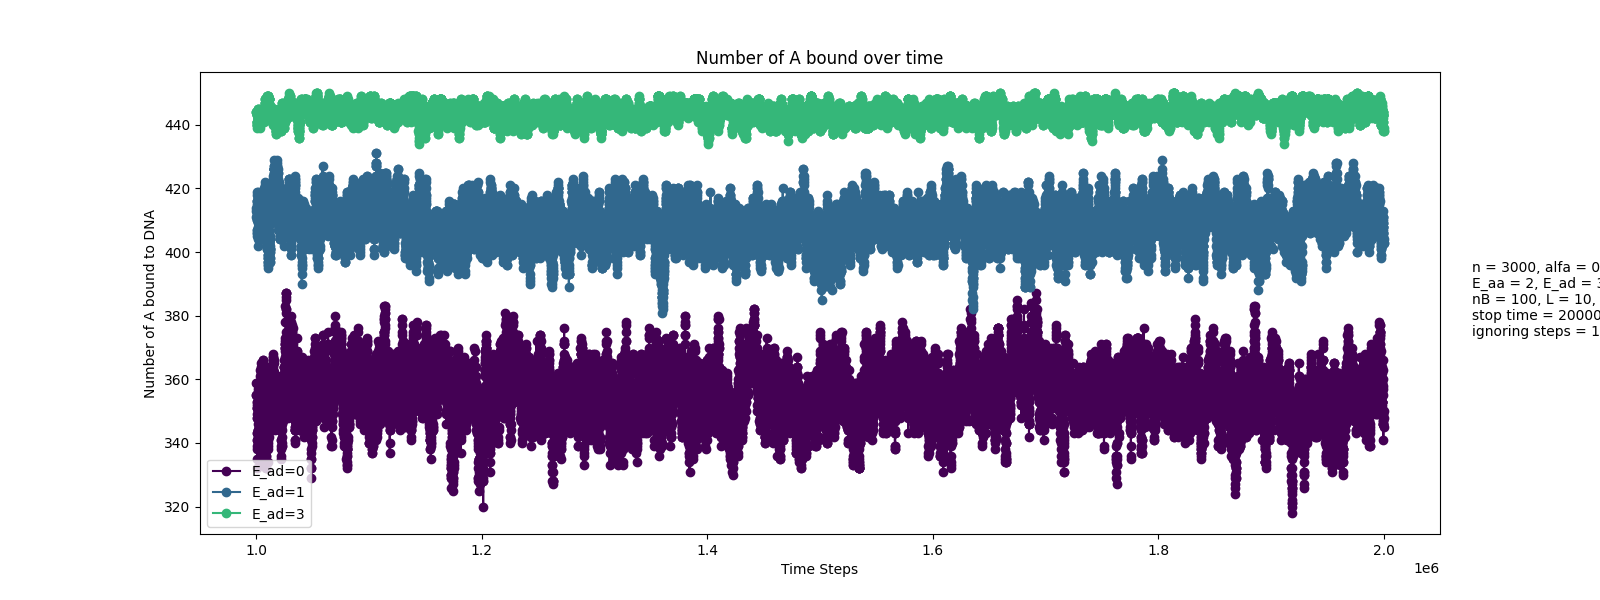 Number of A bound over time
Number of A bound to DNA
440
420
400
380
360
340
320
E_ad=0
E_ad=1
E_ad=3
1.0
1.2
1.4
1.6
1.8
2.0
1e6
Time Steps
n = 3000, alfa = 0
E_aa = 2, E_ad = 3
nB = 100, L = 10,
stop time = 20000
ignoring steps = 1